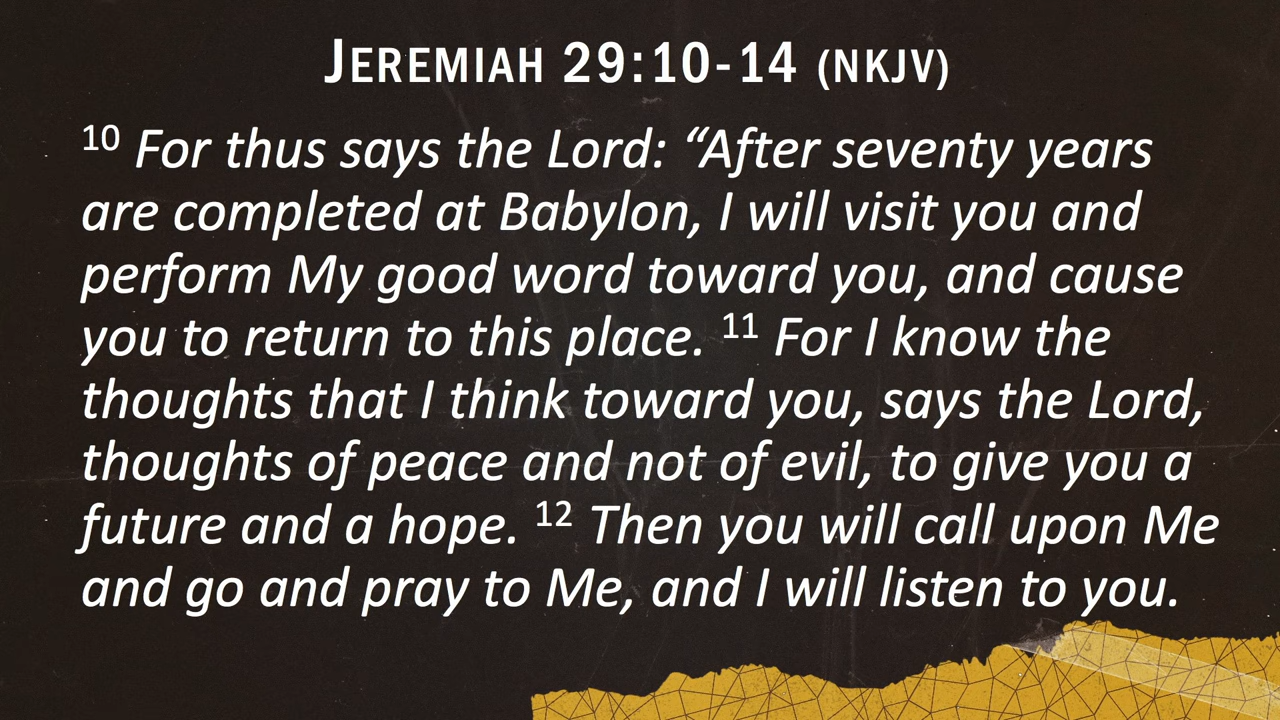 JEREMIAH 29:10-14 (NKJV)
10 For thus says the Lord: “After seventy years
are completed at Babylon, I will visit you and
perform My good word toward you, and cause
you to return to this place. 11 For I know the
thoughts that I think toward you, says the Lord,
thoughts of peace and not of evil, to give you a
future and a hope. 12 Then you will call upon Me
and go and pray to Me, and I will listen to you.